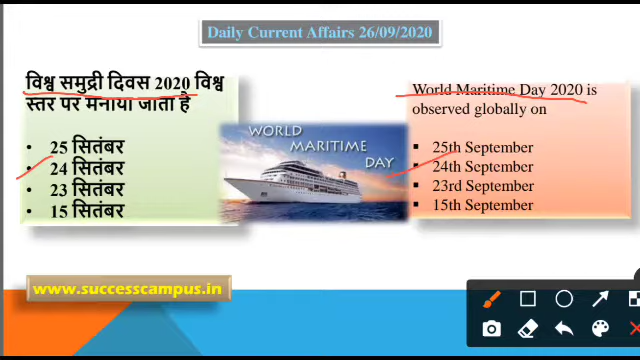 Daily Current Affairs 26/09/2020
विश्व समुद्री दिवस 2020 विश्व
स्तर पर मनाया जाता है
• 25 सितंबर
• 24 सितंबर
• 23 सितंबर
• 15 सितंबर
WORLD
MARITIME
DAY
World Maritime Day 2020 is
observed globally on
▪ 25th September
▪ 24th September
▪ 23rd September
▪ 15th September
www.successcampus.in